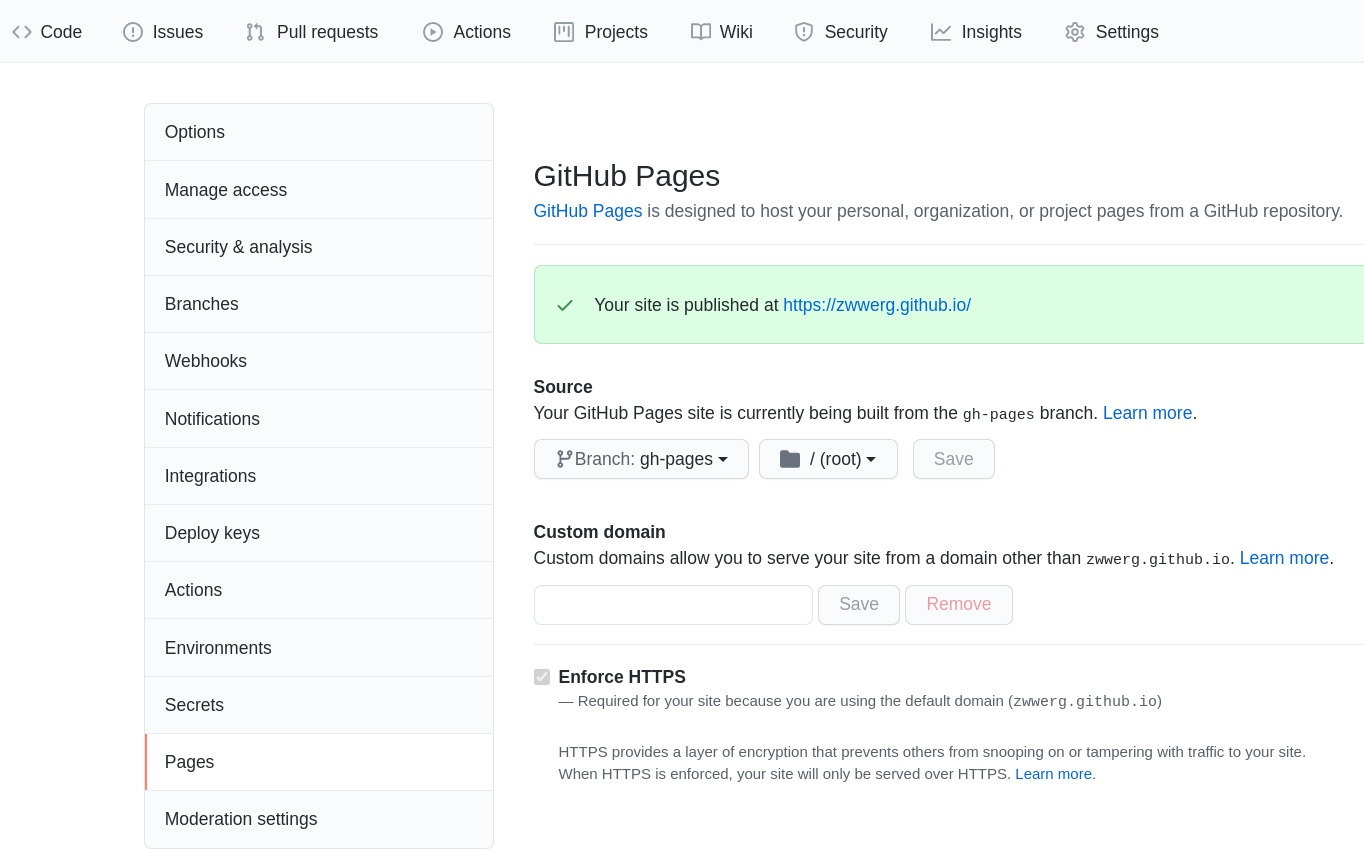 Code Issues Pull requests Actions Projects Wiki Security Insights Settings
Options
Manage access
Security & analysis
Branches
Webhooks
Notifications
Integrations
Deploy keys
Actions
Environments
Secrets
Pages
Moderation settings
GitHub Pages
GitHub Pages is designed to host your personal, organization, or project pages from a GitHub repository.
Your site is published at https://zwwerg.github.io/
Source
Your GitHub Pages site is currently being built from the gh-pages branch. Learn more.
Branch: gh-pages / (root) Save
Custom domain
Custom domains allow you to serve your site from a domain other than zwwerg.github.io. Learn more.
Save Remove
Enforce HTTPS
— Required for your site because you are using the default domain (zwwerg.github.io)
HTTPS provides a layer of encryption that prevents others from snooping on or tampering with traffic to your site.
When HTTPS is enforced, your site will only be served over HTTPS. Learn more.